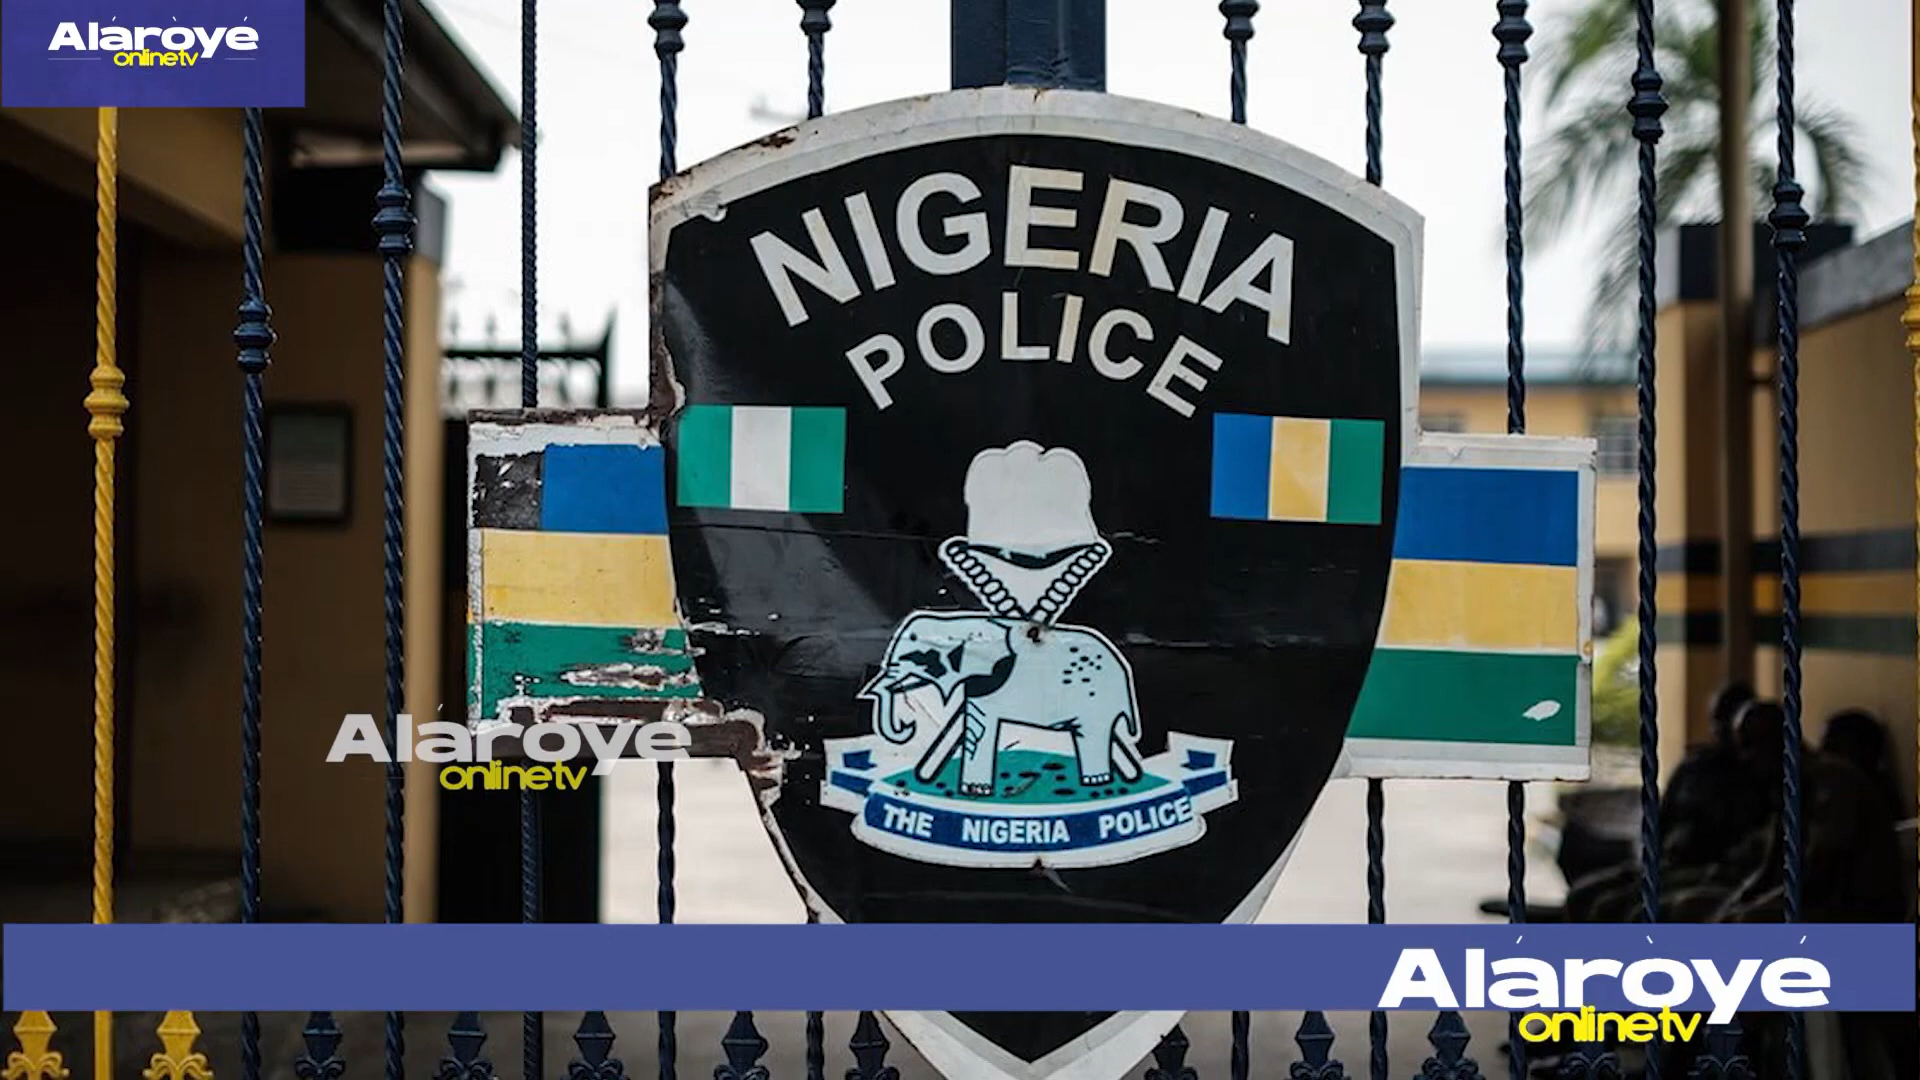 Alaroye
onlinetv
NIGERIA
POLICE
Alaroye
onlinetv
THE NIGERIA POLICE
Alaroye
onlinetv